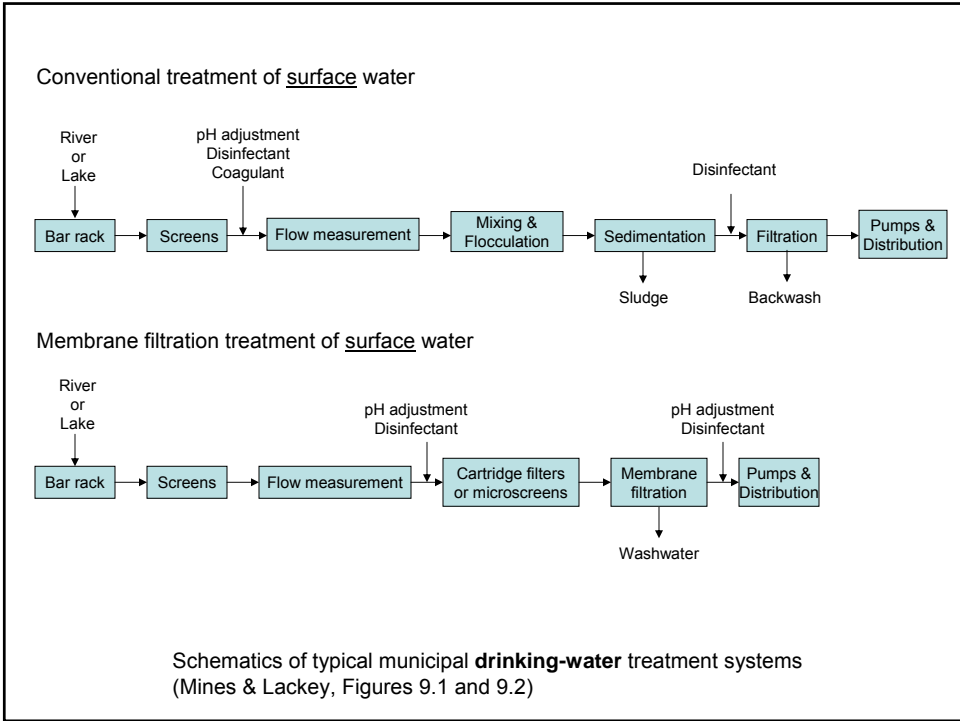 Conventional treatment of surface water
River
or
Lake
pH adjustment
Disinfectant
Coagulant
Disinfectant
Bar rack
Screens
Flow measurement
Mixing &
Flocculation
Sedimentation
Filtration
Pumps &
Distribution
Sludge
Backwash
Membrane filtration treatment of surface water
River
or
Lake
pH adjustment
Disinfectant
pH adjustment
Disinfectant
Bar rack
Screens
Flow measurement
Cartridge filters
or microscreens
Membrane
filtration
Pumps &
Distribution
Washwater
Schematics of typical municipal drinking-water treatment systems
(Mines & Lackey, Figures 9.1 and 9.2)